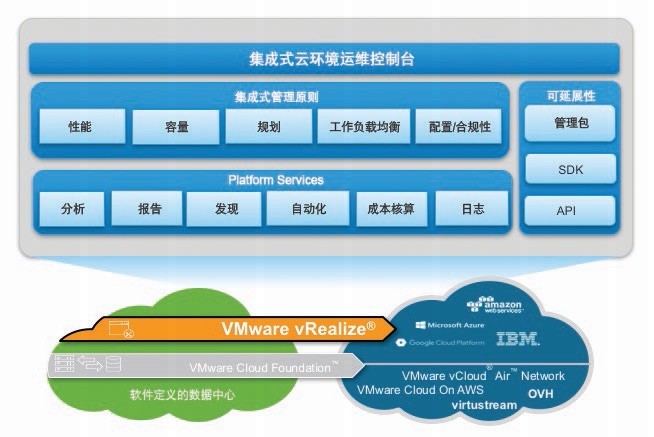 集成式云环境运维控制台
集成式管理原则
性能
容量
规划
工作负载均衡
配置/合规性
可延展性
管理包
SDK
API
Platform Services
分析
报告
发现
自动化
成本核算
日志
VMware vRealize®
VMware Cloud Foundation™
软件定义的数据中心
amazon
web services™
Microsoft Azure
Google Cloud Platform
IBM.
VMware vCloud® Air™ Network
VMware Cloud On AWS
OVH
virtustream